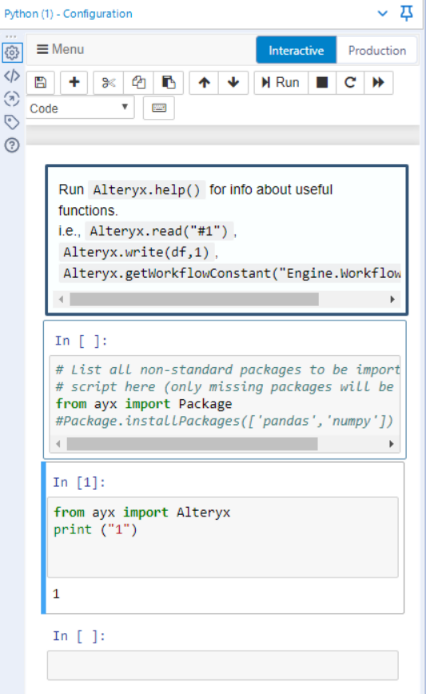 Python (1) - Configuration
Menu
Interactive
Production
Run
Code
Run Alteryx.help() for info about useful
functions.
i.e., Alteryx.read("#1") ,
Alteryx.write(df,1) ,
Alteryx.getWorkflowConstant("Engine.Workflow
In [ ]:
# List all non-standard packages to be import
# script here (only missing packages will be
from ayx import Package
#Package.installPackages(['pandas','numpy'])
In [1]:
from ayx import Alteryx
print ("1")
1
In [ ]: